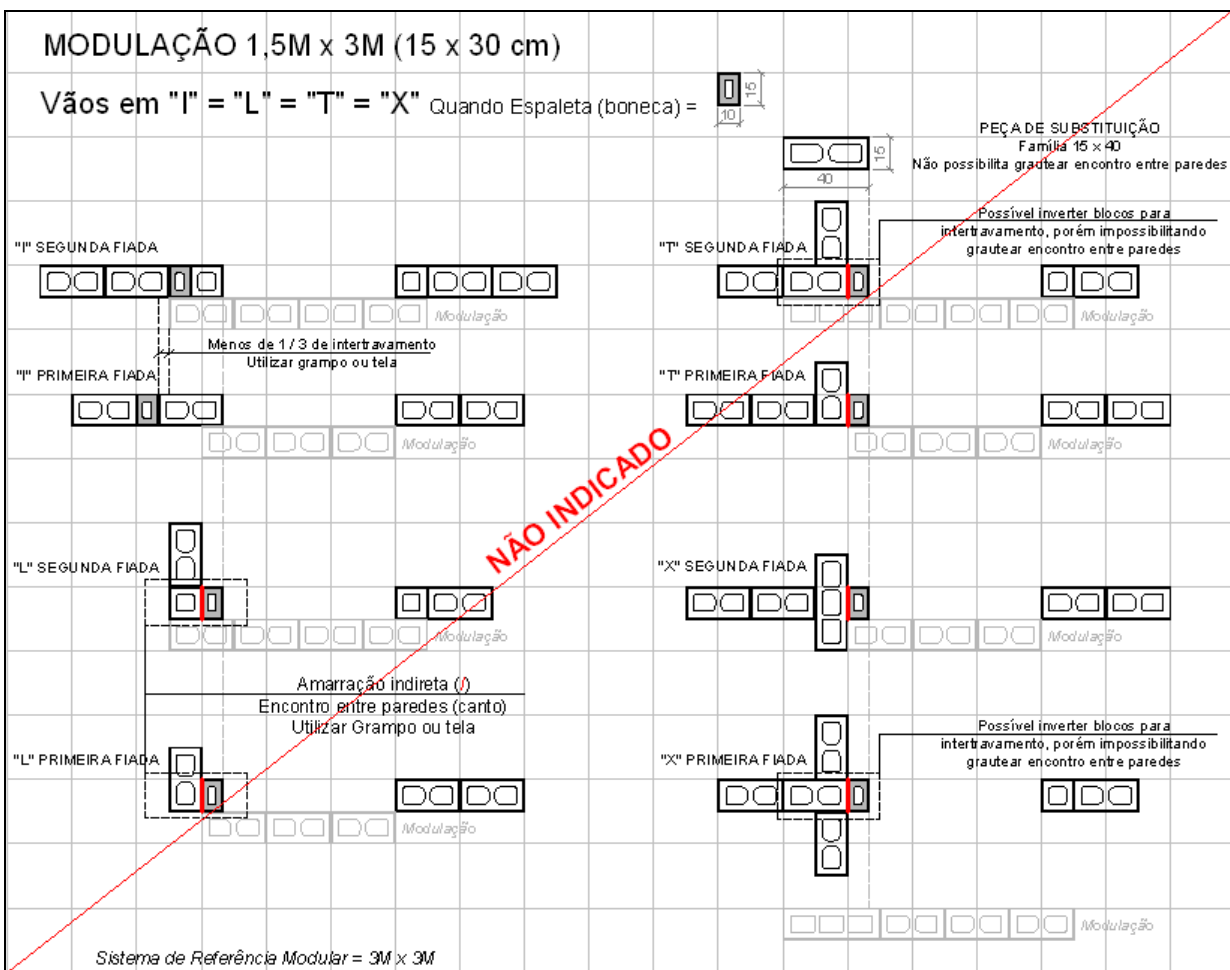 MODULAÇÃO 1,5M x 3M (15 x 30 cm)
Vãos em "I" = "L" = "T" = "X" Quando Espaleta (boneca) =
15
10
PEÇA DE SUBSTITUIÇÃO
Família 15 x 40
Não possibilita grautear encontro entre paredes
15
40
Possível inverter blocos para
intertravamento, porém impossibilitando
grautear encontro entre paredes
"I" SEGUNDA FIADA
Modulação
Menos de 1 / 3 de intertravamento
Utilizar grampo ou tela
"I" PRIMEIRA FIADA
Modulação
"T" SEGUNDA FIADA
Modulação
"T" PRIMEIRA FIADA
Modulação
NÃO INDICADO
"L" SEGUNDA FIADA
Modulação
Amarração indireta (/)
Encontro entre paredes (canto)
Utilizar Grampo ou tela
"L" PRIMEIRA FIADA
Modulação
"X" SEGUNDA FIADA
Modulação
Possível inverter blocos para
intertravamento, porém impossibilitando
grautear encontro entre paredes
"X" PRIMEIRA FIADA
Modulação
Sistema de Referência Modular = 3M x 3M